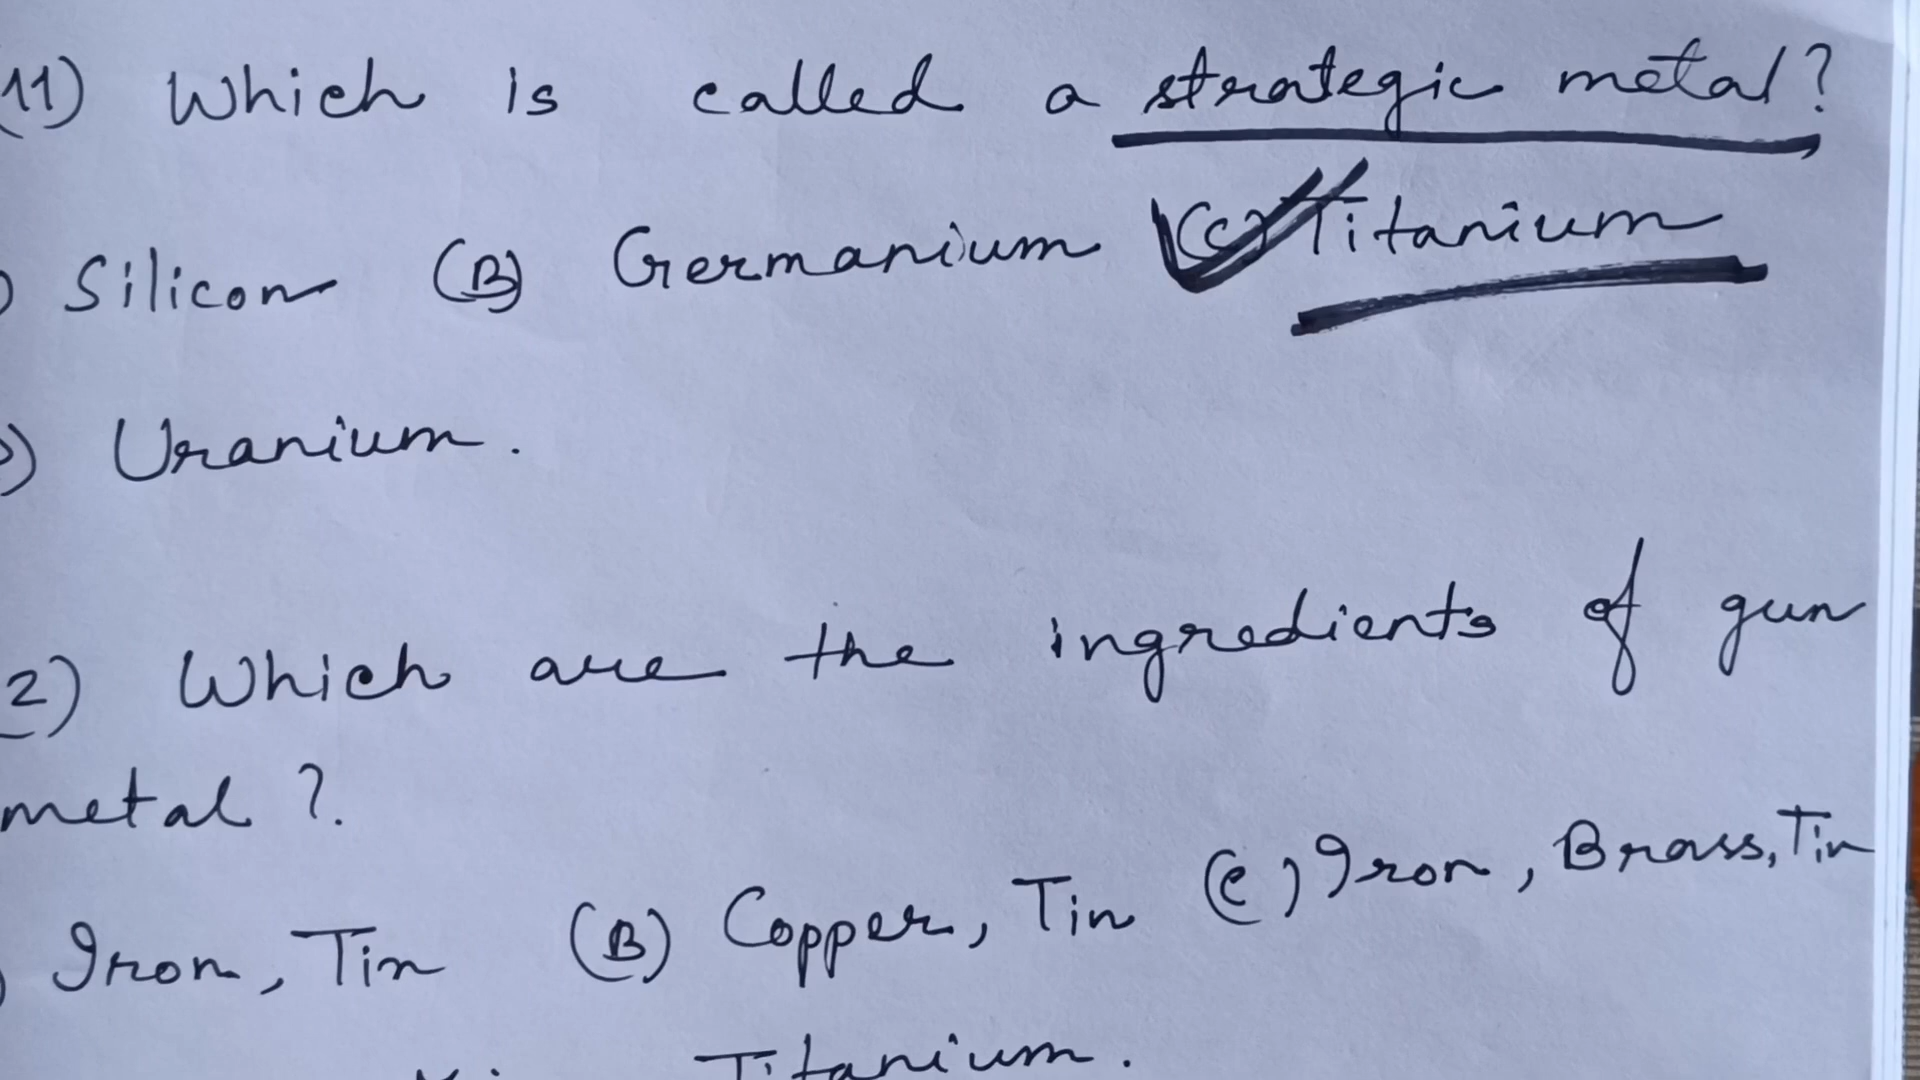 11) Which is called a strategic metal?
) Silicon (B) Germanium (C) Titanium
) Uranium.
2) Which are the ingredients of gun
metal ?.
) Iron, Tin (B) Copper, Tin (C) Iron, Brass, Tin
Titanium.